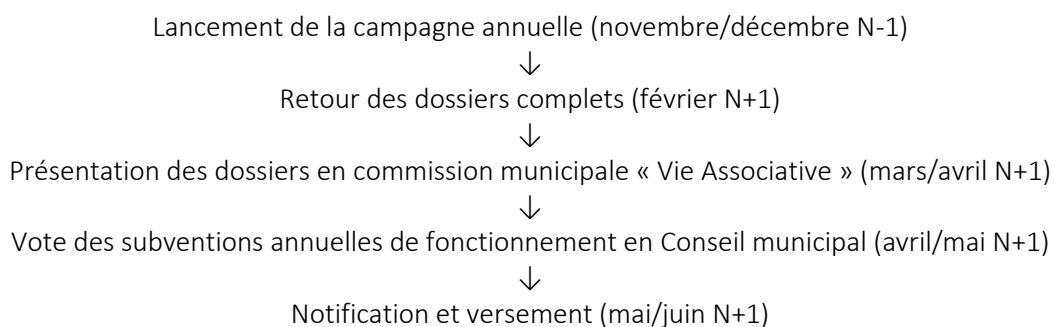 Lancement de la campagne annuelle (novembre/décembre N-1)
↓
Retour des dossiers complets (février N+1)
↓
Présentation des dossiers en commission municipale « Vie Associative » (mars/avril N+1)
↓
Vote des subventions annuelles de fonctionnement en Conseil municipal (avril/mai N+1)
↓
Notification et versement (mai/juin N+1)